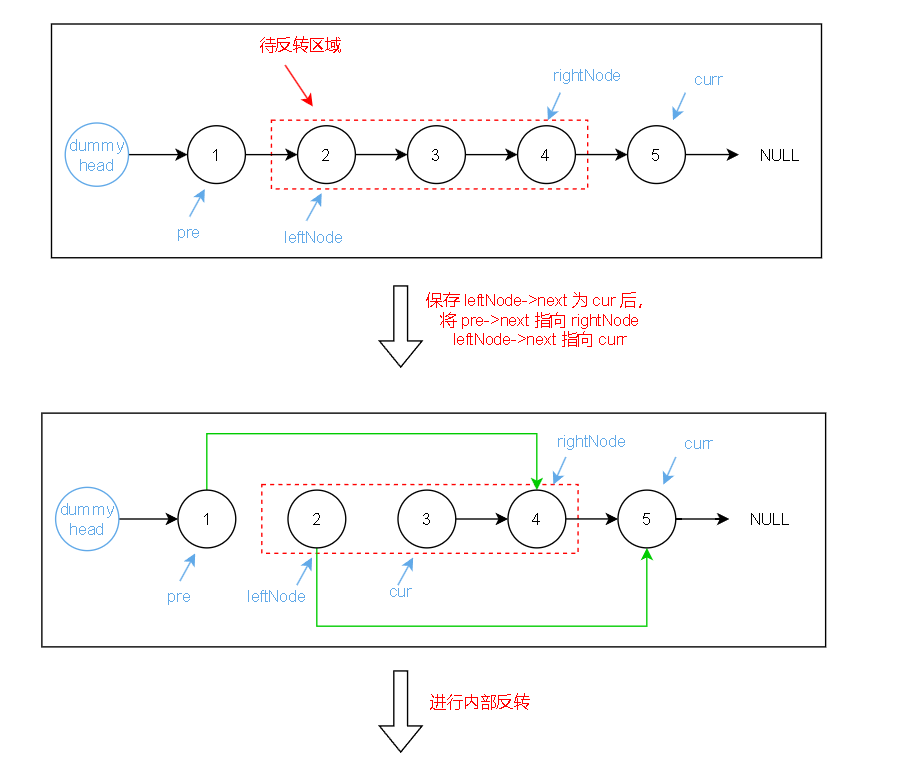 待反转区域
rightNode
curr
dummy
head
1
2
3
4
5
NULL
pre
leftNode
保存 leftNode->next 为 cur 后,
将 pre->next 指向 rightNode
leftNode->next 指向 curr
rightNode
curr
dummy
head
1
2
3
4
5
NULL
pre
leftNode
cur
进行内部反转